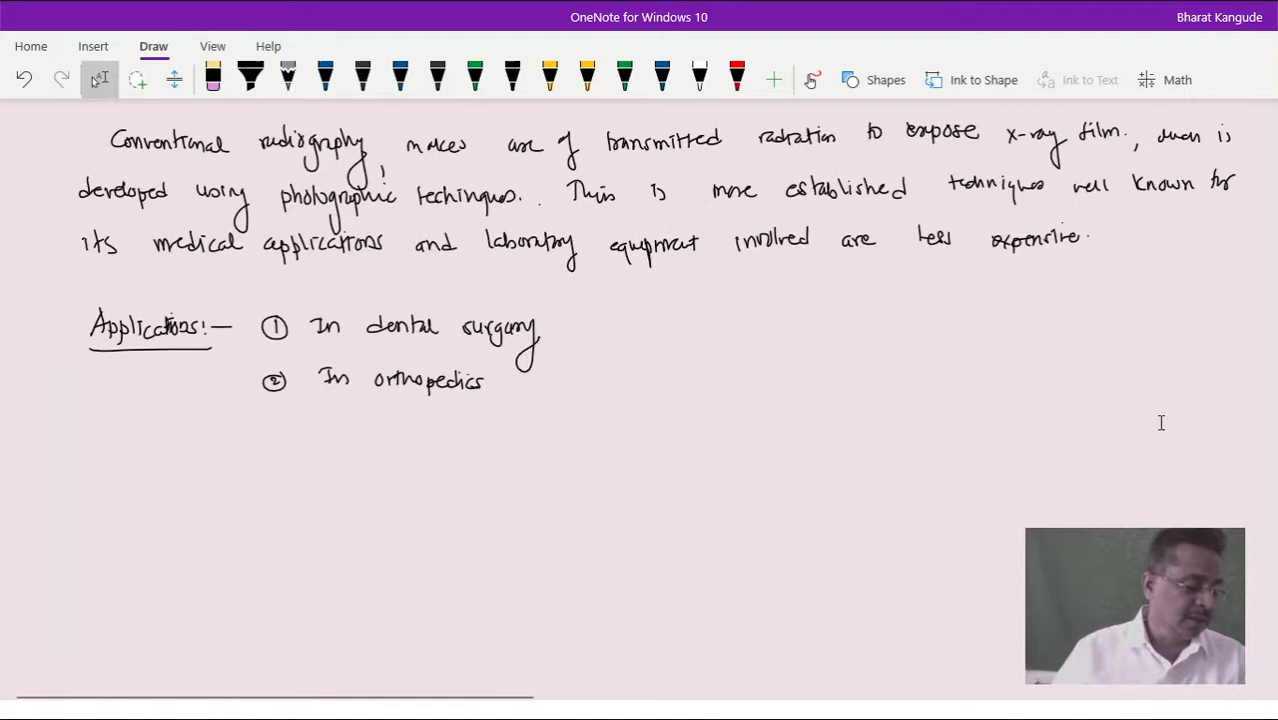 OneNote for Windows 10
Bharat Kangude
Home Insert Draw View Help
Shapes Ink to Shape Ink to Text Math
Conventional radiography makes use of transmitted radiation to expose x-ray film., which is
developed using photographic techinques. This is more established techniques well known for
its medical applications and laboratory equipment involved are less expensive.
Applications:— ① In dental surgery
② In orthopedics